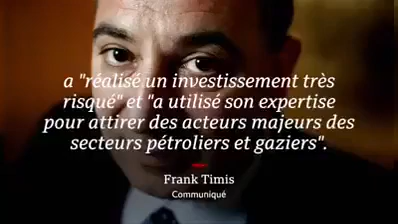 a "réalisé un investissement très
risqué" et "a utilisé son expertise
pour attirer des acteurs majeurs des
secteurs pétroliers et gaziers".
Frank Timis
Communiqué